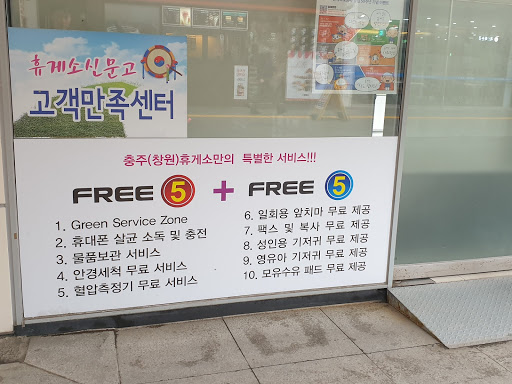 휴게소신문고
고객만족센터
충주(창원)휴게소만의 특별한 서비스!!!
FREE 5 + FREE 5
1. Green Service Zone
2. 휴대폰 살균 소독 및 충전
3. 물품보관 서비스
4. 안경세척 무료 서비스
5. 혈압측정기 무료 서비스
6. 일회용 앞치마 무료 제공
7. 팩스 및 복사 무료 제공
8. 성인용 기저귀 무료 제공
9. 영유아 기저귀 무료 제공
10. 모유수유 패드 무료 제공